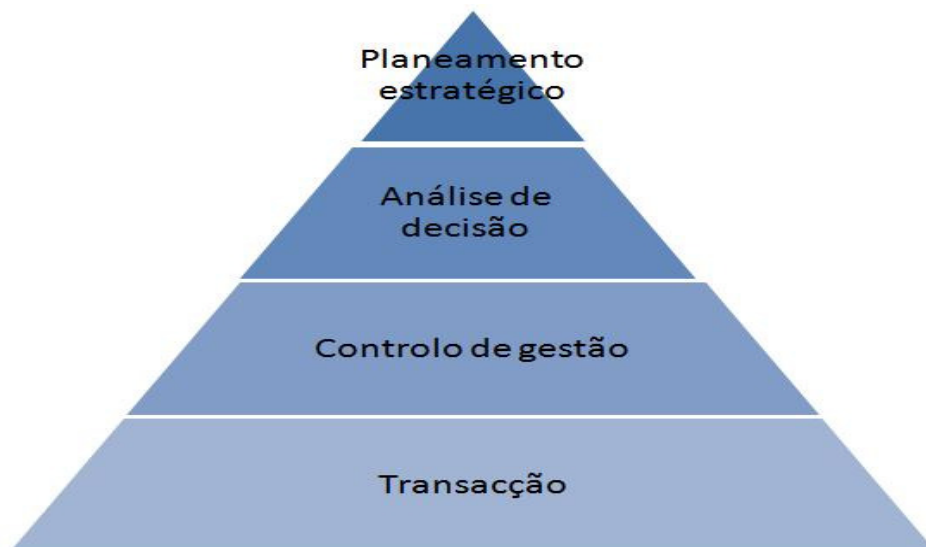 Planeamento
estratégico
Análise de
decisão
Controlo de gestão
Transacção